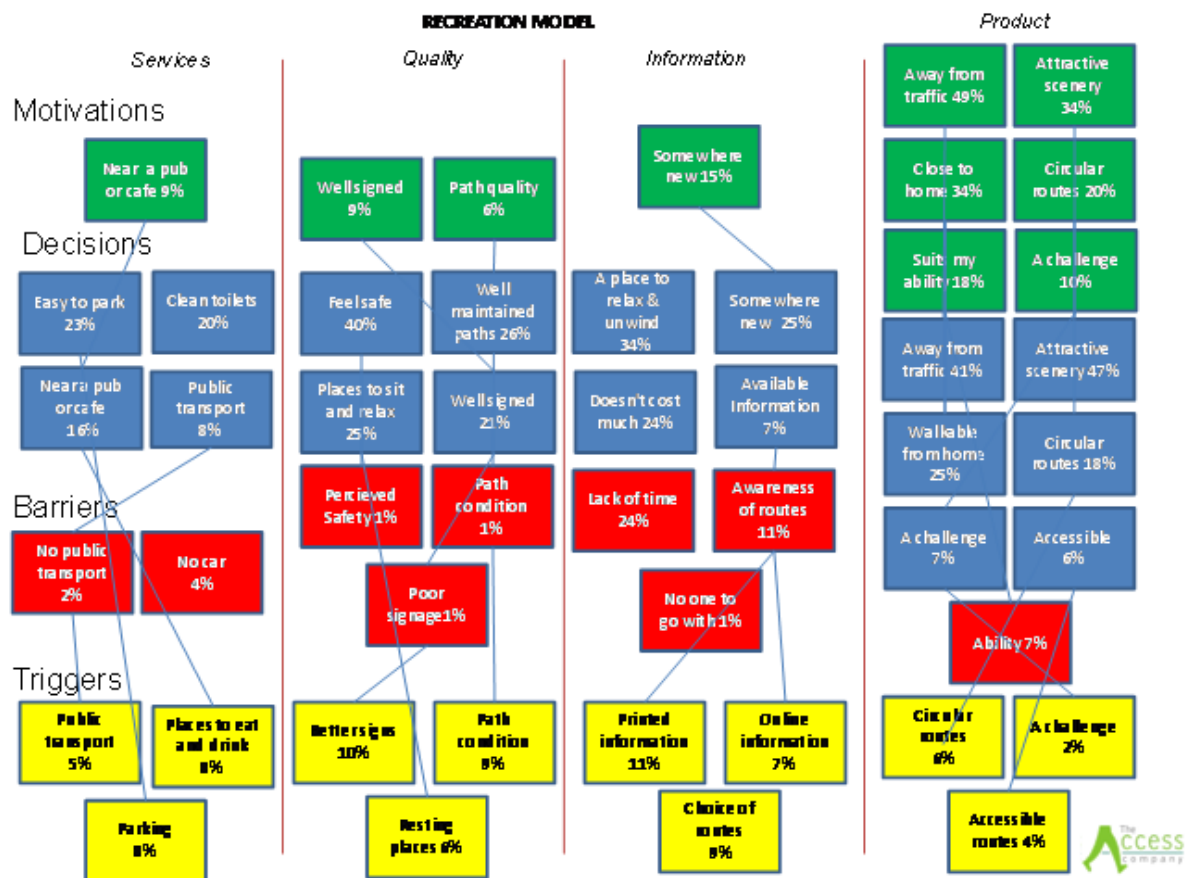 RECREATION MODEL
Services
Quality
Information
Product
Motivations
Near a pub
or cafe 9%
Well signed
9%
Path quality
6%
Somewhere
new 15%
Away from
traffic 49%
Attractive
scenery
34%
Close to
home 34%
Circular
routes 20%
Suits my
ability 18%
A challenge
10%
Decisions
Easy to park
23%
Clean toilets
20%
Near a pub
or cafe
16%
Public
transport
8%
Feel safe
40%
Well
maintained
paths 26%
Places to sit
and relax
25%
Well signed
21%
A place to
relax &
unwind
34%
Somewhere
new 25%
Doesn't cost
much 24%
Available
Information
7%
Away from
traffic 41%
Attractive
scenery 47%
Walkable
from home
25%
Circular
routes 18%
A challenge
7%
Accessible
6%
Barriers
No public
transport
2%
No car
4%
Percieved
Safety 1%
Path
condition
1%
Poor
signage 1%
Lack of time
24%
Awareness
of routes
11%
No one to
go with 1%
Ability 7%
Triggers
Public
transport
5%
Places to eat
and drink
Parking
Better signs
10%
Path
condition
Resting
places 6%
Printed
information
11%
Online
information
7%
Choice of
routes
Circular
routes
6%
A challenge
2%
Accessible
routes 4%
The
Access
company